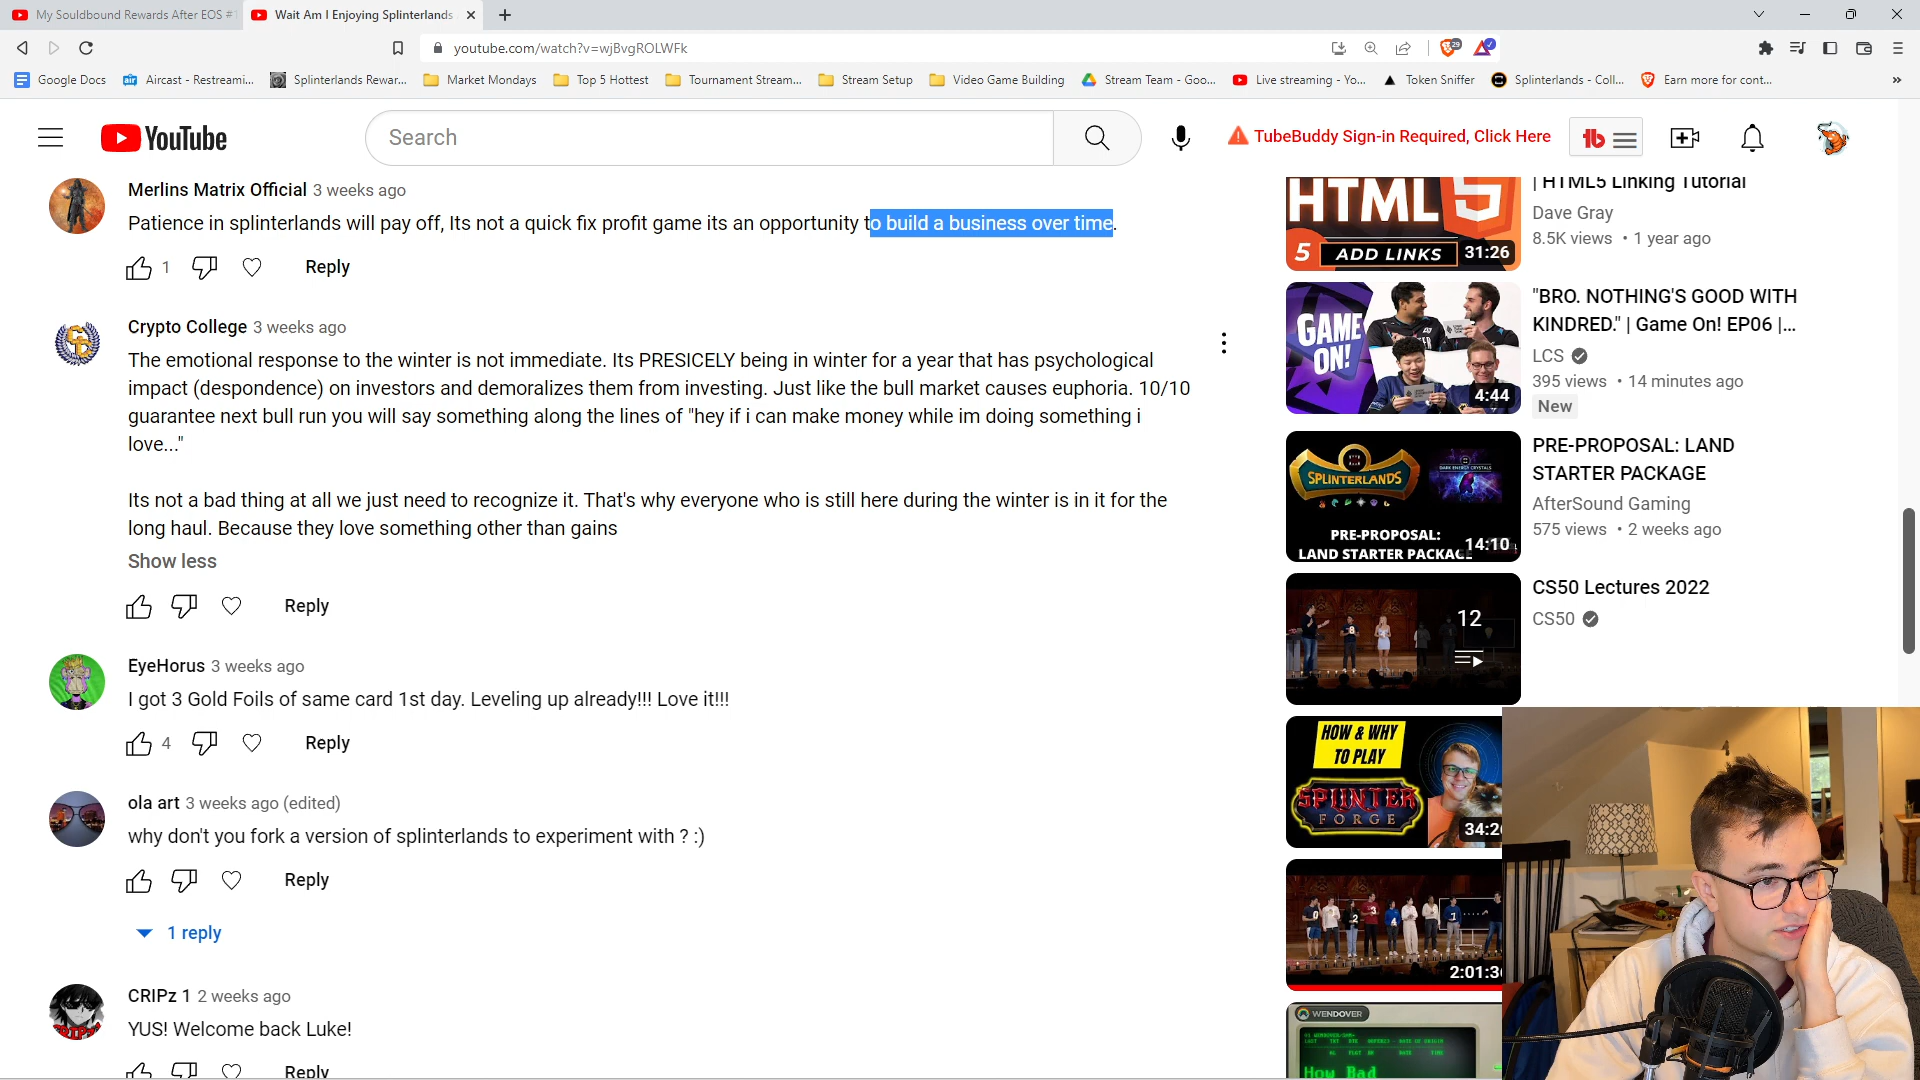 My Souldbound Rewards After EOS #
Wait Am I Enjoying Splinterlands
youtube.com/watch?v=wjBvgROLWFk
29
Google Docs
Aircast - Restreami...
Splinterlands Rewar...
Market Mondays
Top 5 Hottest
Tournament Stream...
Stream Setup
Video Game Building
Stream Team - Goo...
Live streaming - Yo...
Token Sniffer
Splinterlands - Coll...
Earn more for cont...
YouTube
Search
TubeBuddy Sign-in Required, Click Here
Merlins Matrix Official 3 weeks ago
Patience in splinterlands will pay off, Its not a quick fix profit game its an opportunity to build a business over time.
1
Reply
Crypto College 3 weeks ago
The emotional response to the winter is not immediate. Its PRESICELY being in winter for a year that has psychological
impact (despondence) on investors and demoralizes them from investing. Just like the bull market causes euphoria. 10/10
guarantee next bull run you will say something along the lines of "hey if i can make money while im doing something i
love..."
Its not a bad thing at all we just need to recognize it. That's why everyone who is still here during the winter is in it for the
long haul. Because they love something other than gains
Show less
Reply
EyeHorus 3 weeks ago
I got 3 Gold Foils of same card 1st day. Leveling up already!!! Love it!!!
4
Reply
ola art 3 weeks ago (edited)
why don't you fork a version of splinterlands to experiment with ? :)
Reply
1 reply
CRIPz 1 2 weeks ago
YUS! Welcome back Luke!
Reply
HTML 5
5 ADD LINKS
31:26
| HTML5 Linking Tutorial
Dave Gray
8.5K views • 1 year ago
GAME ON!
4:44
"BRO. NOTHING'S GOOD WITH
KINDRED." | Game On! EP06 |...
LCS
395 views • 14 minutes ago
New
SPLINTERLANDS
DARK ENERGY CRYSTALS
PRE-PROPOSAL:
LAND STARTER PACKAGE
14:10
PRE-PROPOSAL: LAND
STARTER PACKAGE
AfterSound Gaming
575 views • 2 weeks ago
12
CS50 Lectures 2022
CS50
HOW & WHY
TO PLAY
SPLINTER
FORGE
34:2
2:01:3
WENDOVER
How Bad